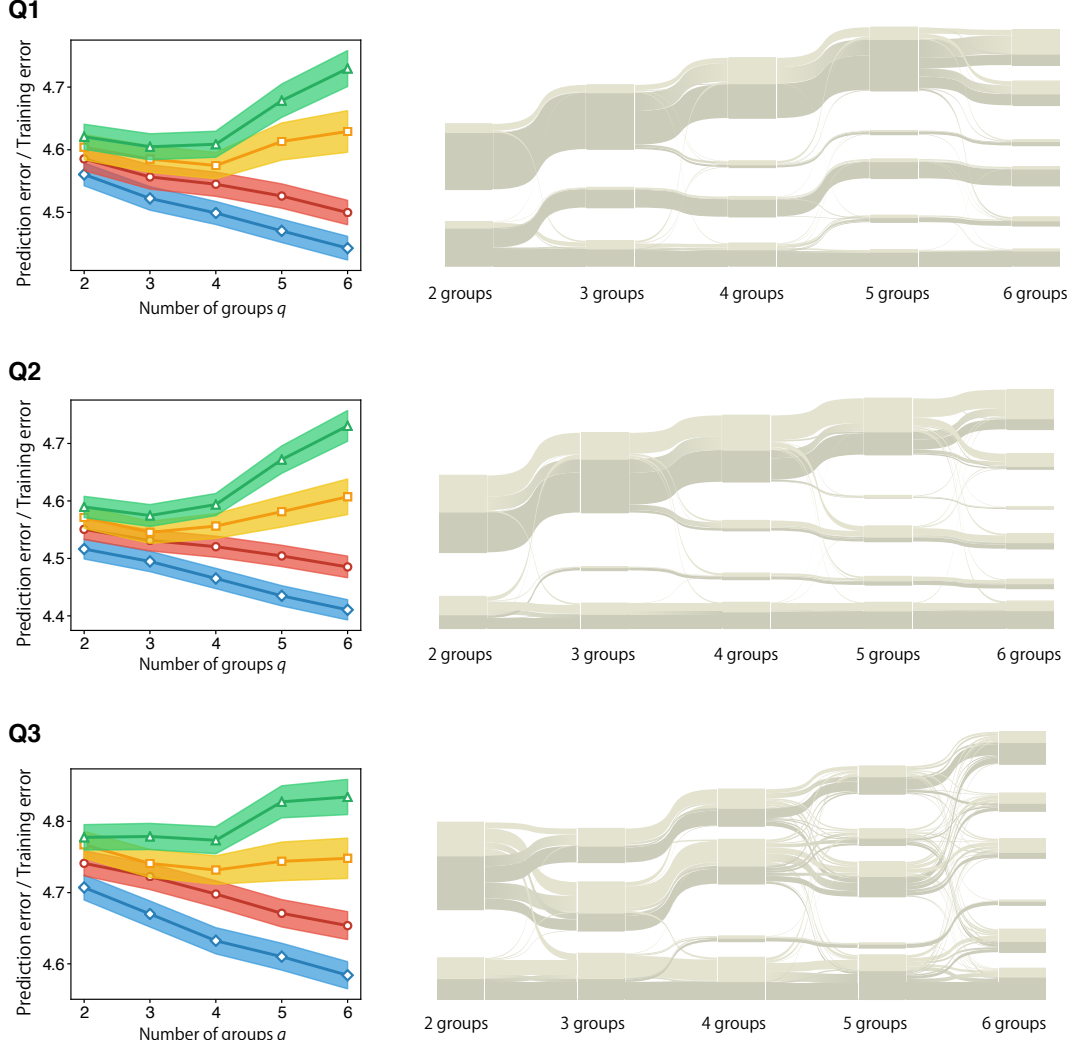 Q1
Prediction error / Training error
4.7
4.6
4.5
2 3 4 5 6
Number of groups q
2 groups 3 groups 4 groups 5 groups 6 groups
Q2
Prediction error / Training error
4.7
4.6
4.5
4.4
2 3 4 5 6
Number of groups q
2 groups 3 groups 4 groups 5 groups 6 groups
Q3
Prediction error / Training error
4.8
4.7
4.6
2 3 4 5 6
Number of groups q
2 groups 3 groups 4 groups 5 groups 6 groups